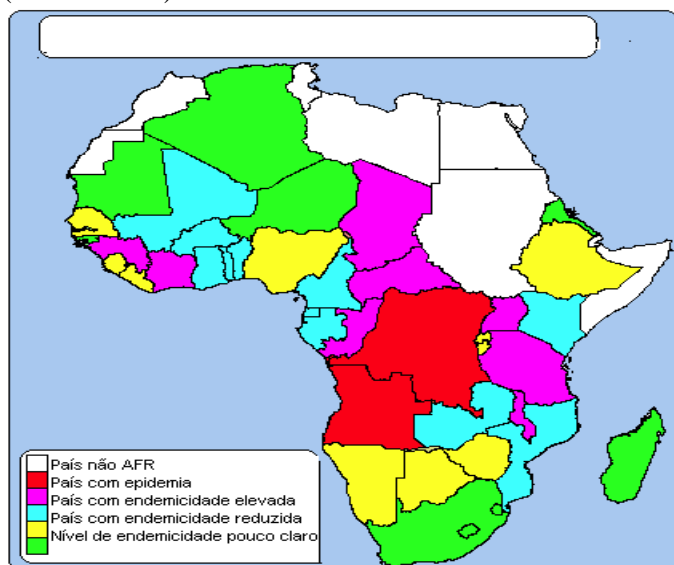 País não AFR
País com epidemia
País com endemicidade elevada
País com endemicidade reduzida
Nível de endemicidade pouco claro